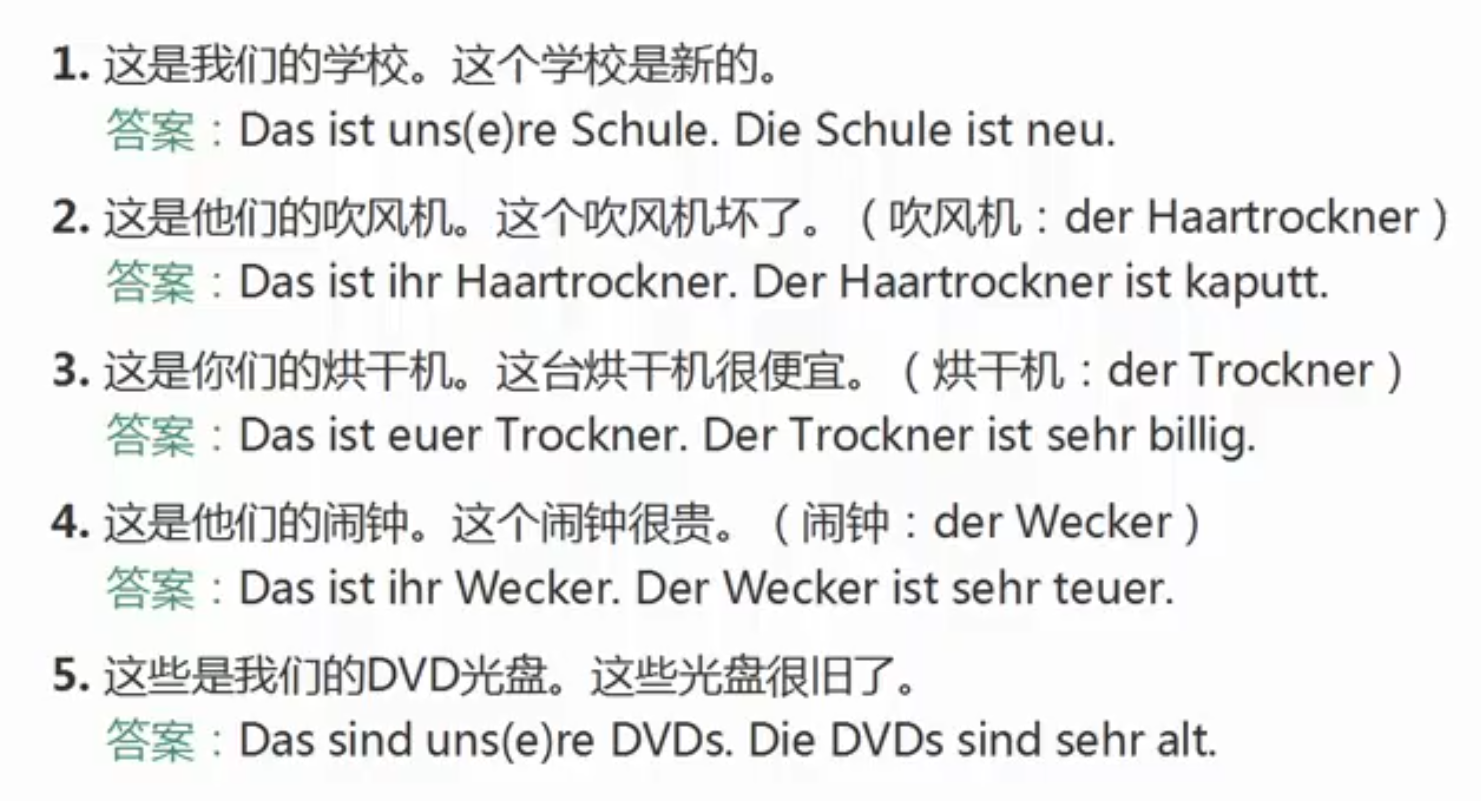 1. 这是我们的学校。这个学校是新的。
答案：Das ist uns(e)re Schule. Die Schule ist neu.
2. 这是他们的吹风机。这个吹风机坏了。（吹风机：der Haartrockner）
答案：Das ist ihr Haartrockner. Der Haartrockner ist kaputt.
3. 这是你们的烘干机。这台烘干机很便宜。（烘干机：der Trockner）
答案：Das ist euer Trockner. Der Trockner ist sehr billig.
4. 这是他们的闹钟。这个闹钟很贵。（闹钟：der Wecker）
答案：Das ist ihr Wecker. Der Wecker ist sehr teuer.
5. 这些是我们的DVD光盘。这些光盘很旧了。
答案：Das sind uns(e)re DVDs. Die DVDs sind sehr alt.